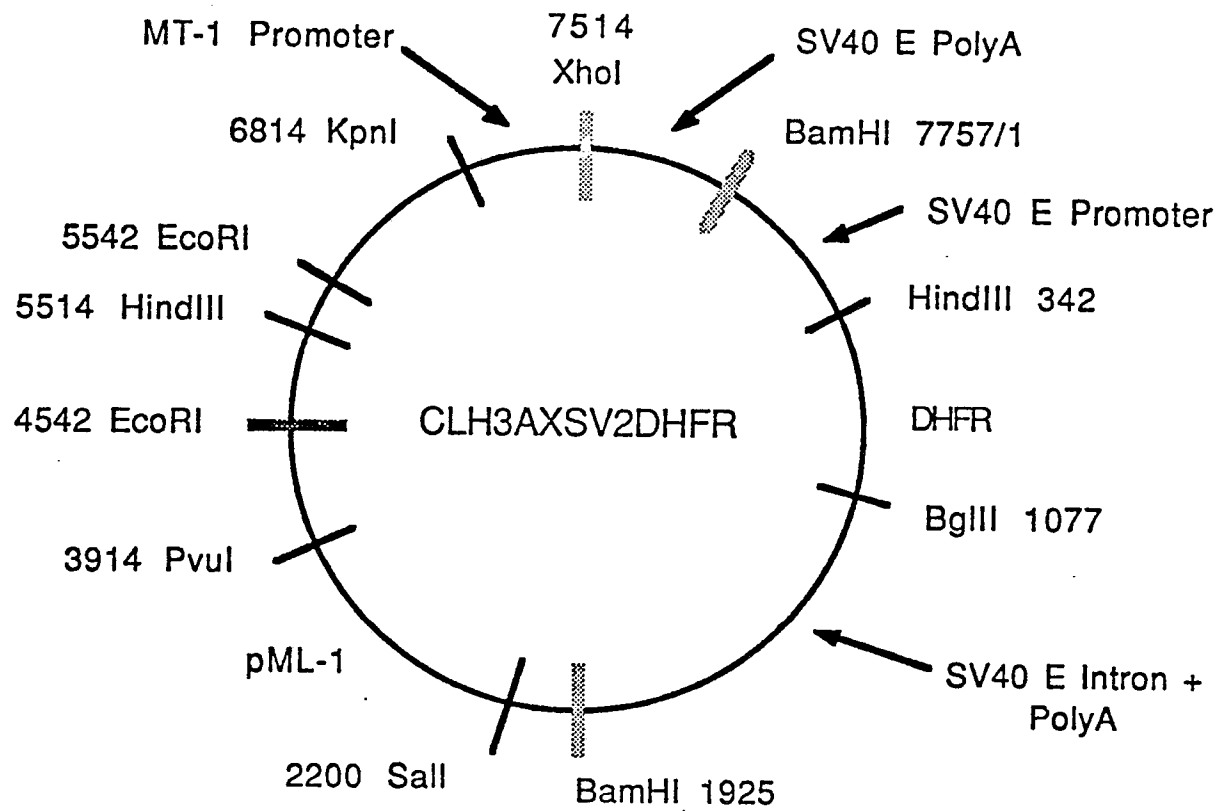 MT-1 Promoter
7514
XhoI
SV40 E PolyA
6814 KpnI
BamHI 7757/1
SV40 E Promoter
5542 EcoRI
HindIII 342
5514 HindIII
4542 EcoRI
CLH3AXSV2DHFR
DHFR
BglII 1077
3914 PvuI
pML-1
SV40 E Intron +
PolyA
2200 SalI
BamHI 1925